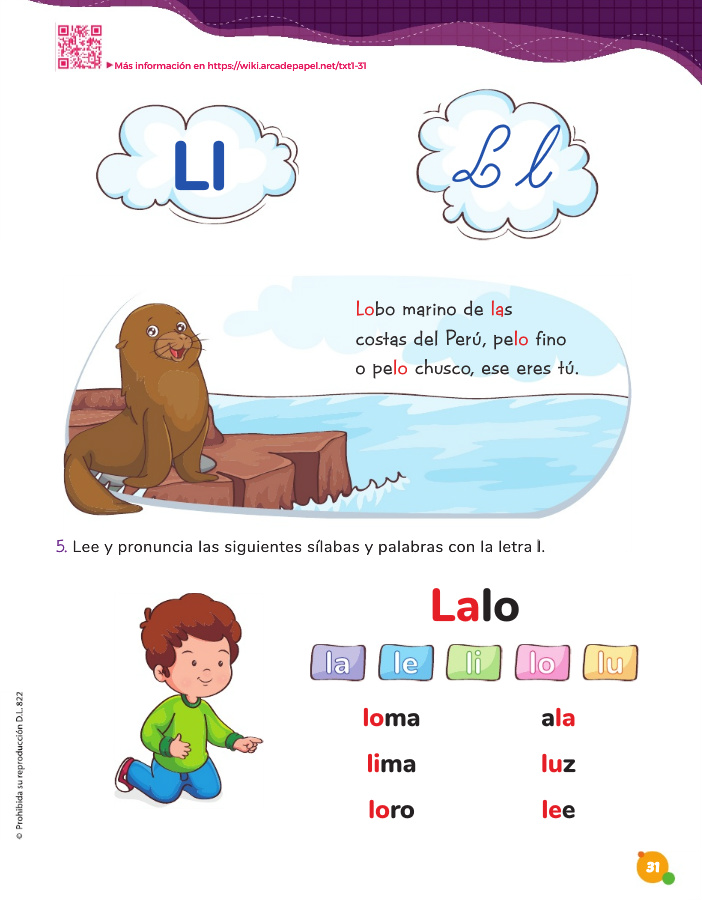 ▶Más información en https://wiki.arcadepapel.net/txt1-31
Ll
L l
Lobo marino de las
costas del Perú, pelo fino
o pelo chusco, ese eres tú.
5. Lee y pronuncia las siguientes sílabas y palabras con la letra l.
Lalo
la le li lo lu
loma ala
lima luz
loro lee
© Prohibida su reproducción D.L. 822
31